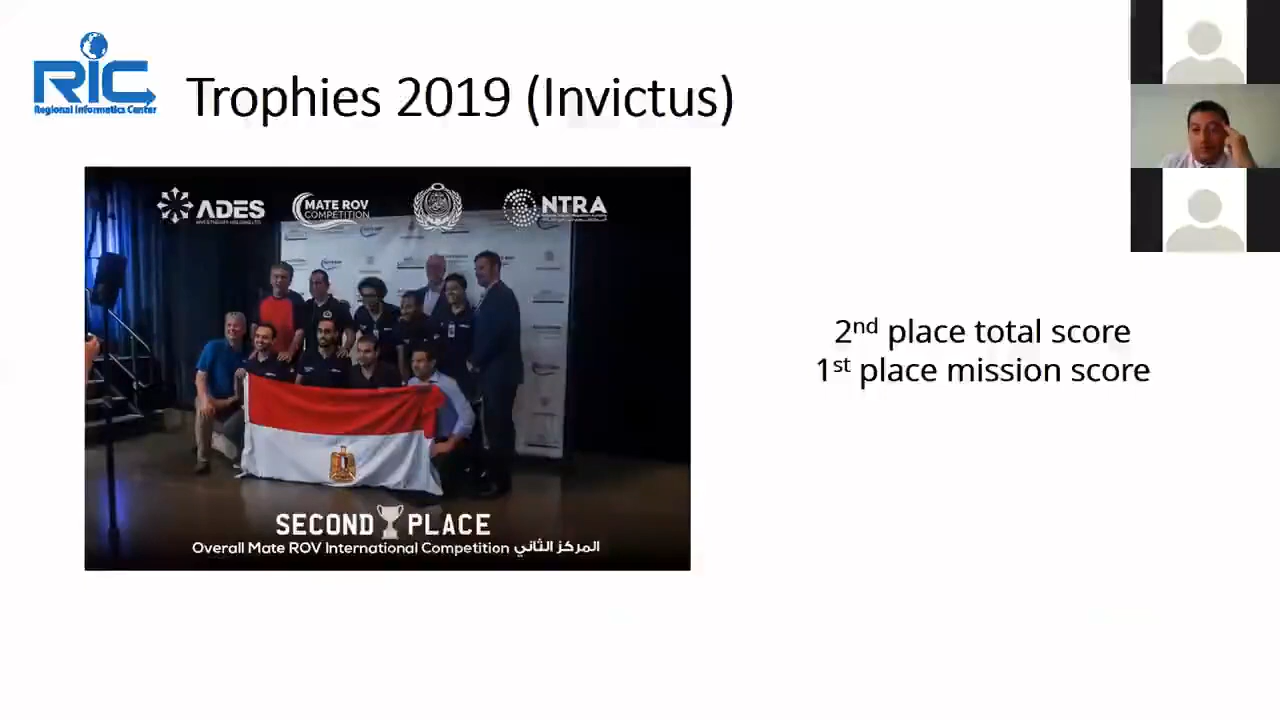 RIC
Regional Informatics Center
Trophies 2019 (Invictus)
ADES
MATE ROV
COMPETITION
NTRA
2nd place total score
1st place mission score
SECOND PLACE
Overall Mate ROV International Competition المركز الثاني